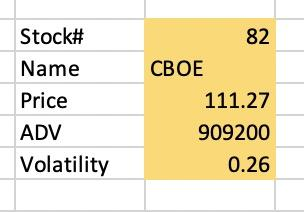 Stock# 82
Name CBOE
Price 111.27
ADV 909200
Volatility 0.26